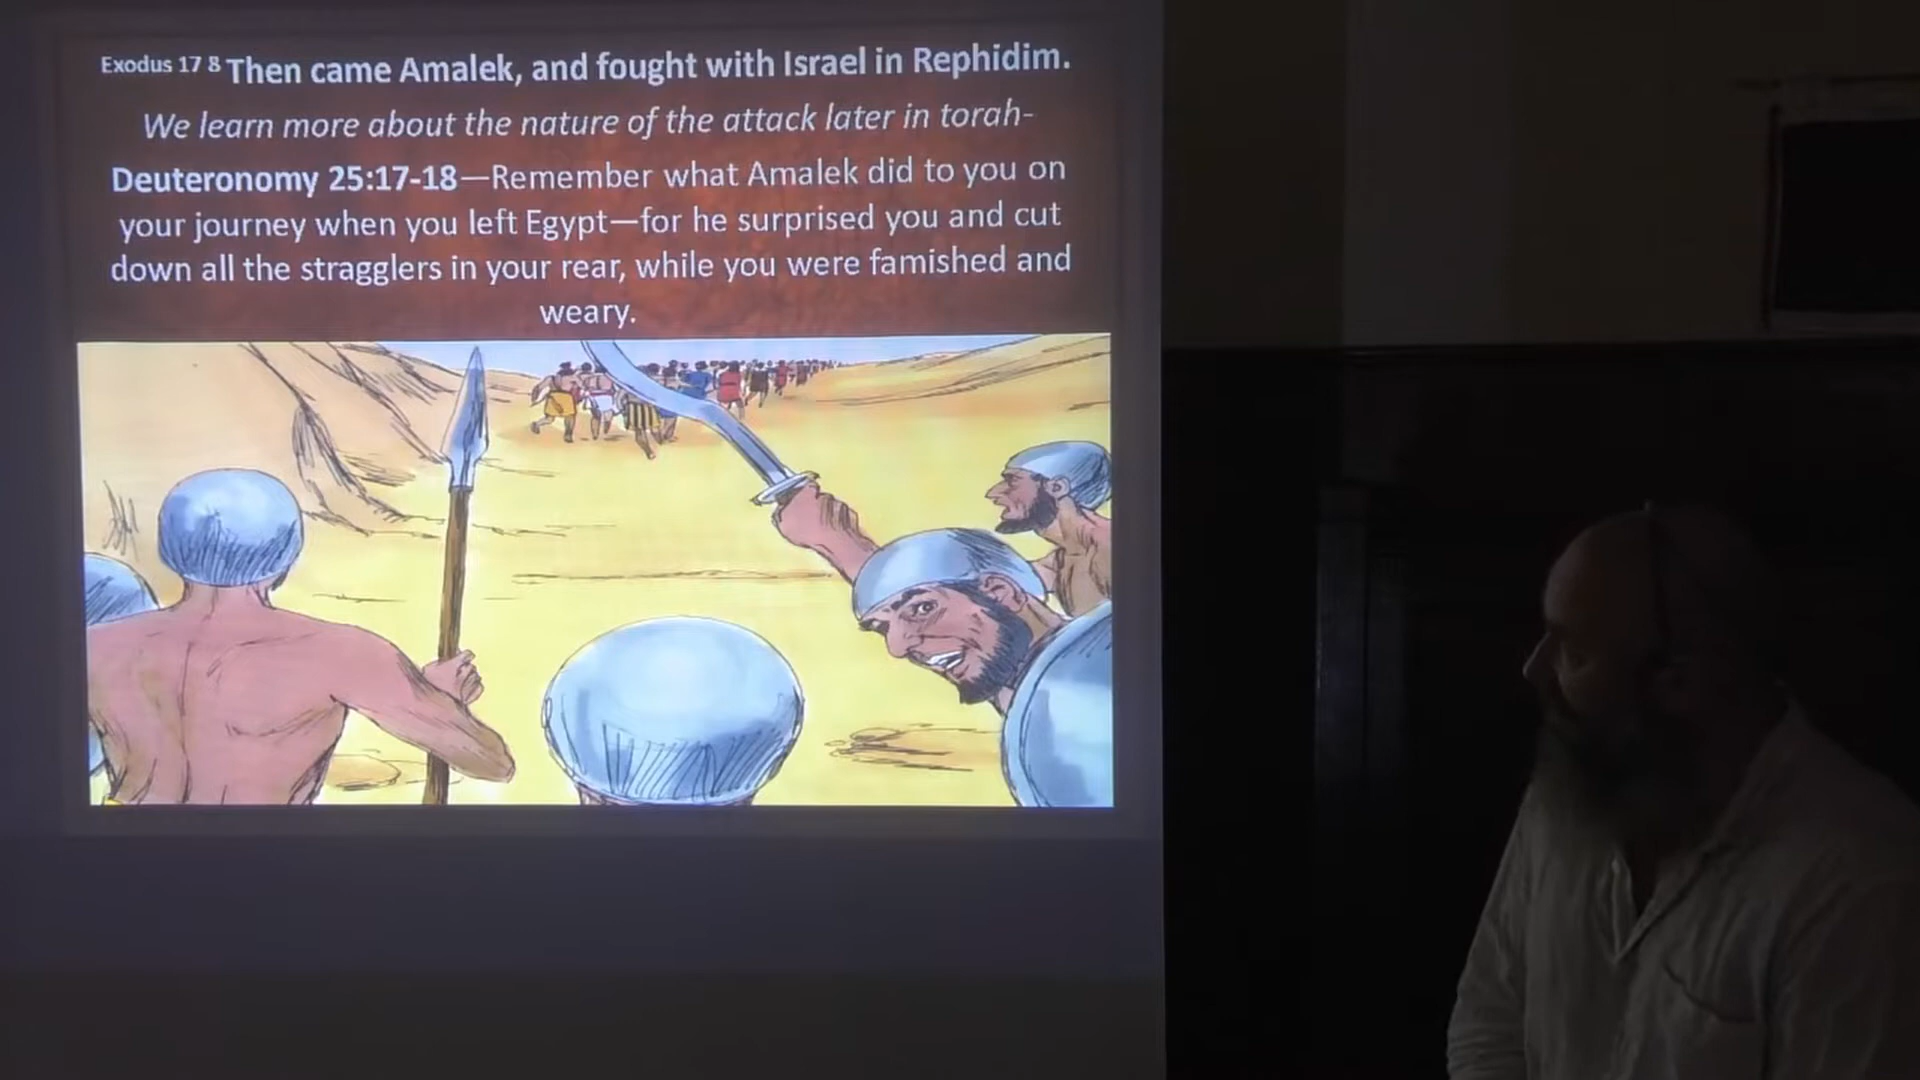 Exodus 17 8 Then came Amalek, and fought with Israel in Rephidim.
We learn more about the nature of the attack later in torah-
Deuteronomy 25:17-18—Remember what Amalek did to you on
your journey when you left Egypt—for he surprised you and cut
down all the stragglers in your rear, while you were famished and
weary.